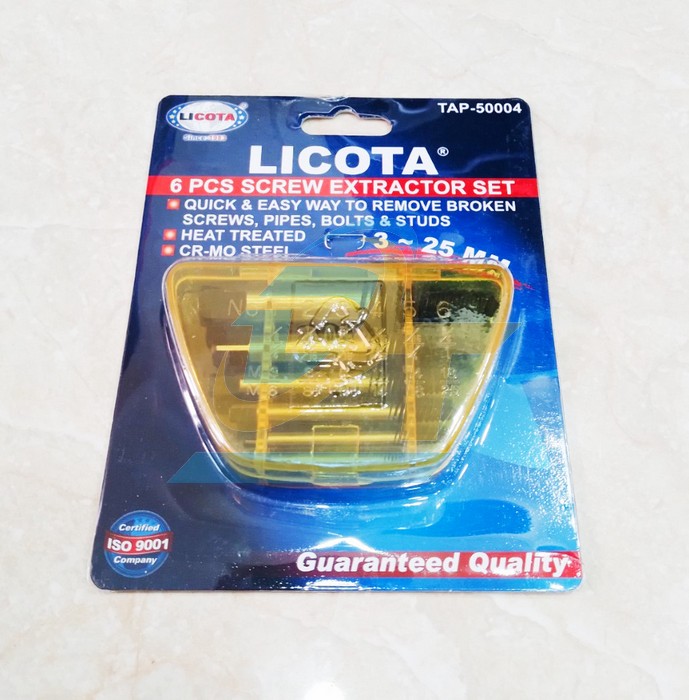 LICOTA
TAP-50004
LICOTA®
6 PCS SCREW EXTRACTOR SET
QUICK & EASY WAY TO REMOVE BROKEN
SCREWS, PIPES, BOLTS & STUDS
HEAT TREATED
3 ~ 25 MM
CR-MO STEEL
Certified
ISO 9001
Company
Guaranteed Quality